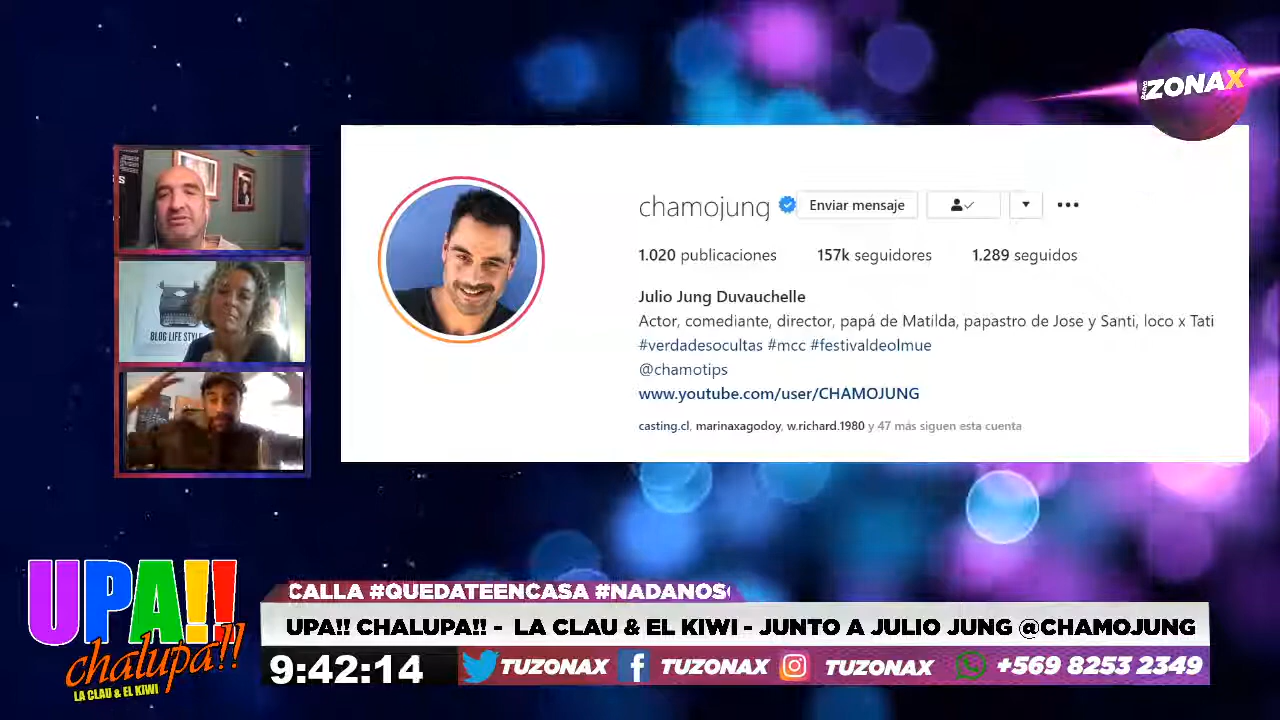 ZONAX
chamojung
Enviar mensaje
1.020 publicaciones
157k seguidores
1.289 seguidos
Julio Jung Duvauchelle
Actor, comediante, director, papá de Matilda, papastro de Jose y Santi, loco x Tati
#verdadesocultas #mcc #festivaldeolmue
@chamotips
www.youtube.com/user/CHAMOJUNG
casting.cl, marinaxagodoy, w.richard.1980 y 47 más siguen esta cuenta
BLOG LIFE STYLE
UPA!!
chalupa!!
LA CLAU & EL KIWI
CALLA #QUEDATEENCASA #NADANOS
UPA!! CHALUPA!! - LA CLAU & EL KIWI - JUNTO A JULIO JUNG @CHAMOJUNG
9:42:14
TUZONAX
TUZONAX
TUZONAX
+569 8253 2349